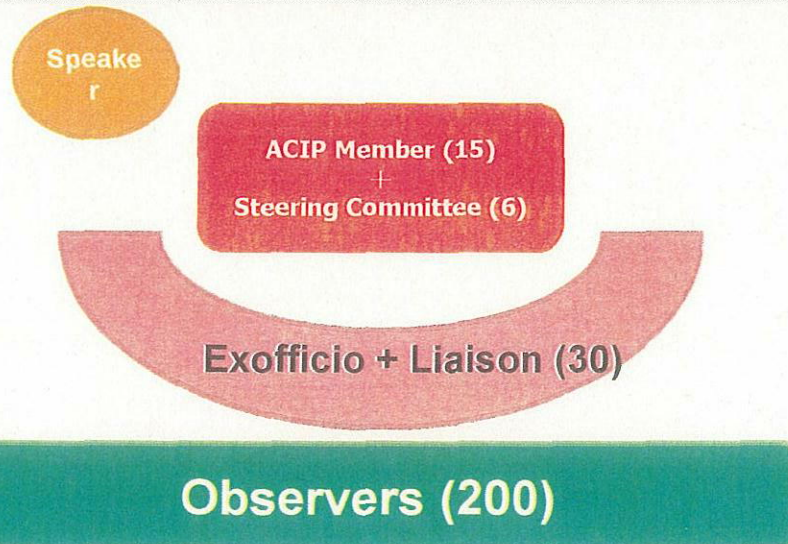 Speake
r
ACIP Member (15)
+
Steering Committee (6)
Exofficio + Liaison (30)
Observers (200)